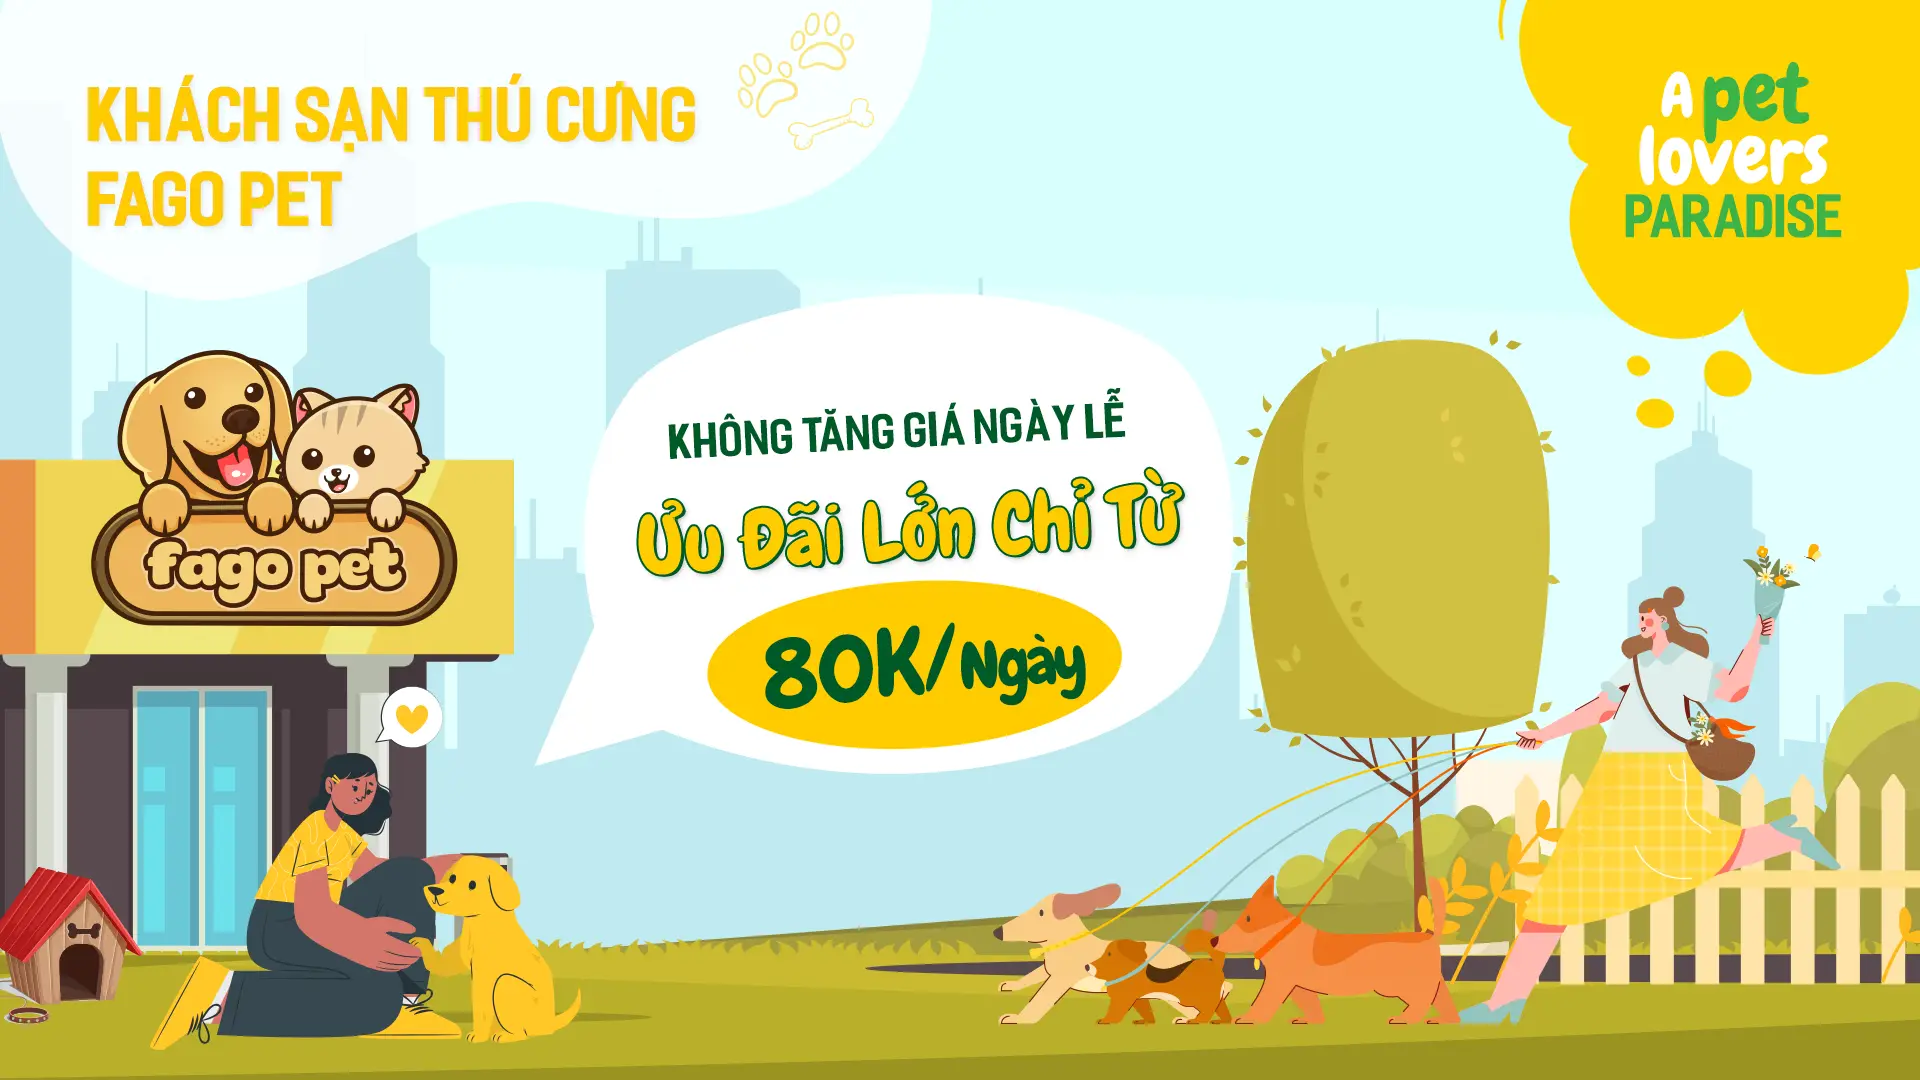 KHÁCH SẠN THÚ CƯNG
FAGO PET
A pet
lovers
PARADISE
fago pet
KHÔNG TĂNG GIÁ NGÀY LỄ
Ưu Đãi Lớn Chỉ Từ
80K/Ngày